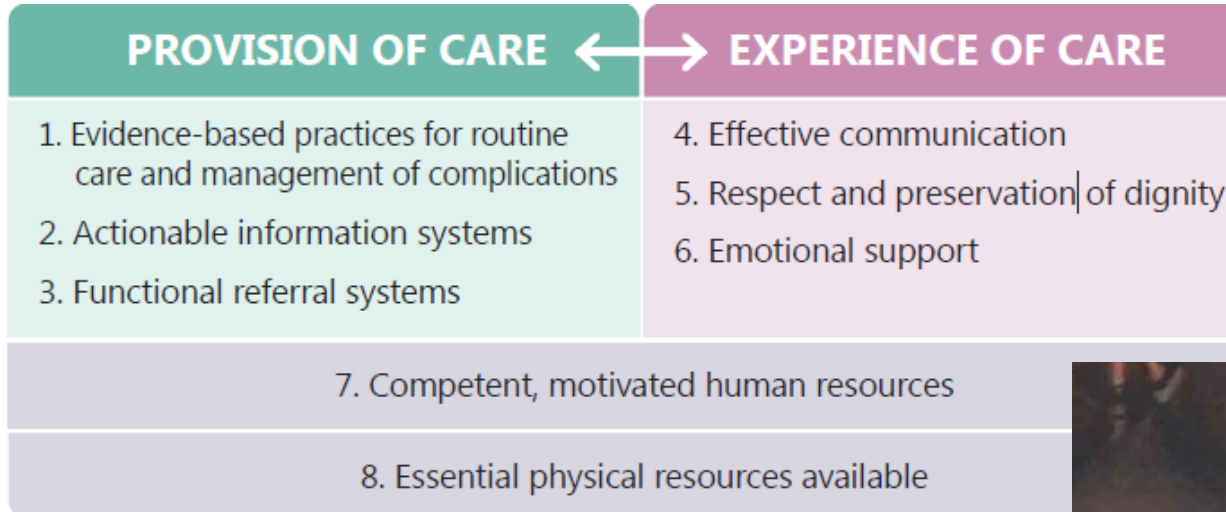 PROVISION OF CARE
EXPERIENCE OF CARE
1. Evidence-based practices for routine
care and management of complications
2. Actionable information systems
3. Functional referral systems
4. Effective communication
5. Respect and preservation of dignity
6. Emotional support
7. Competent, motivated human resources
8. Essential physical resources available